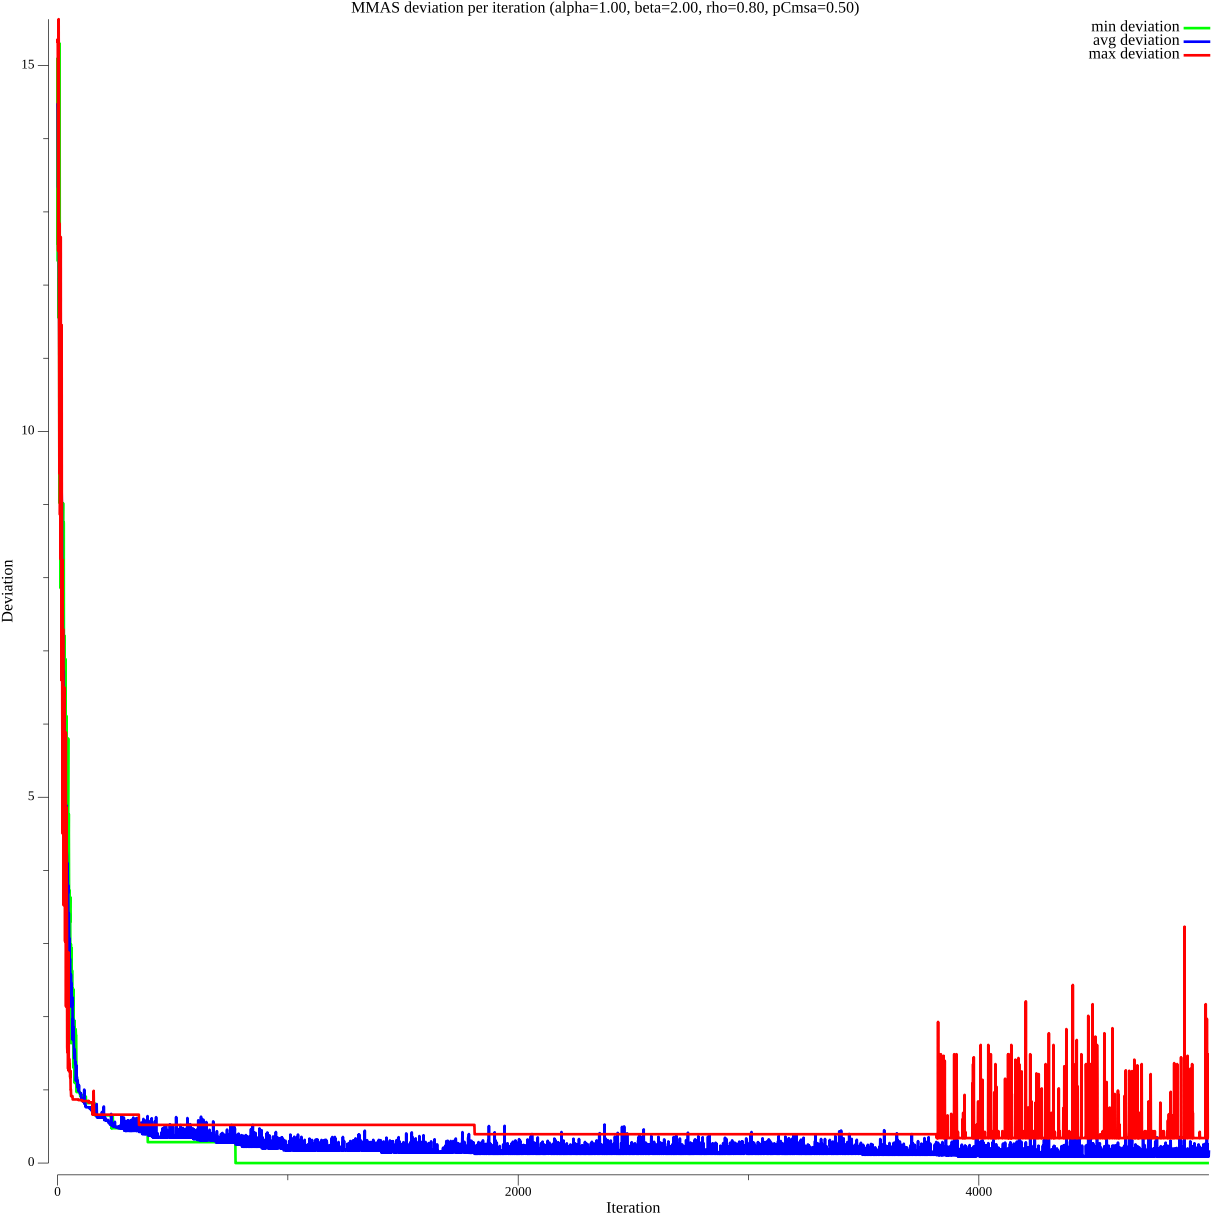 MMAS deviation per iteration (alpha=1.00, beta=2.00, rho=0.80, pCmsa=0.50)
min deviation
avg deviation
max deviation
15
10
5
0
Deviation
0 2000 4000
Iteration